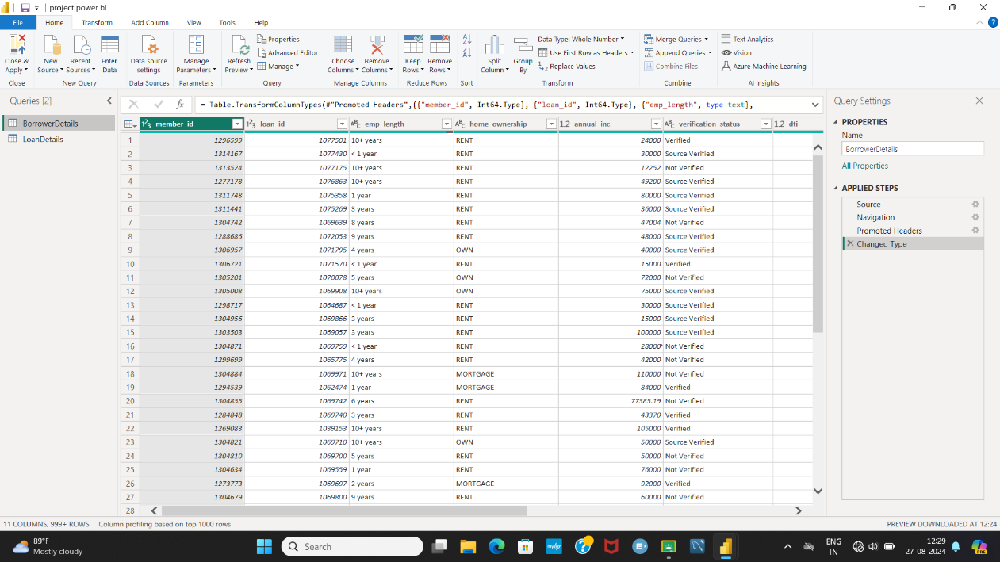 project power bi
File Home Transform Add Column View Tools Help
Close & Apply New Source Recent Sources Enter Data Data source settings Manage Parameters Refresh Preview Properties Advanced Editor Manage Choose Columns Remove Columns Keep Rows Remove Rows Split Column Group By Data Type: Whole Number Use First Row as Headers Replace Values Merge Queries Append Queries Combine Files Text Analytics Vision Azure Machine Learning
Close New Query Data Sources Parameters Query Manage Columns Reduce Rows Sort Transform Combine AI Insights
Queries [2]
BorrowerDetails
LoanDetails
fx = Table.TransformColumnTypes(#"Promoted Headers",{{"member_id", Int64.Type}, {"loan_id", Int64.Type}, {"emp_length", type text},
member_id loan_id emp_length home_ownership annual_inc verification_status dti
1 1296599 1077501 10+ years RENT 24000 Verified
2 1314167 1077430 < 1 year RENT 30000 Source Verified
3 1313524 1077175 10+ years RENT 12252 Not Verified
4 1277178 1076863 10+ years RENT 49200 Source Verified
5 1311748 1075358 1 year RENT 80000 Source Verified
6 1311441 1075269 3 years RENT 36000 Source Verified
7 1304742 1069639 8 years RENT 47004 Not Verified
8 1288686 1072053 9 years RENT 48000 Source Verified
9 1306957 1071795 4 years OWN 40000 Source Verified
10 1306721 1071570 < 1 year RENT 15000 Verified
11 1305201 1070078 5 years OWN 72000 Not Verified
12 1305008 1069908 10+ years OWN 75000 Source Verified
13 1298717 1064687 < 1 year RENT 30000 Source Verified
14 1304956 1069866 3 years RENT 15000 Source Verified
15 1303503 1069057 3 years RENT 100000 Source Verified
16 1304871 1069759 < 1 year RENT 28000 Not Verified
17 1299699 1065775 4 years RENT 42000 Not Verified
18 1304884 1069971 10+ years MORTGAGE 110000 Not Verified
19 1294539 1062474 1 year MORTGAGE 84000 Verified
20 1304855 1069742 6 years RENT 77385.19 Not Verified
21 1284848 1069740 3 years RENT 43370 Verified
22 1269083 1039153 10+ years RENT 105000 Verified
23 1304821 1069710 10+ years OWN 50000 Source Verified
24 1304810 1069700 5 years RENT 50000 Not Verified
25 1304634 1069559 1 year RENT 76000 Not Verified
26 1273773 1069697 2 years MORTGAGE 92000 Verified
27 1304679 1069800 9 years RENT 60000 Not Verified
28
Query Settings
PROPERTIES
Name
BorrowerDetails
All Properties
APPLIED STEPS
Source
Navigation
Promoted Headers
Changed Type
11 COLUMNS, 999+ ROWS Column profiling based on top 1000 rows PREVIEW DOWNLOADED AT 12:24
89°F
Mostly cloudy
Search
ENG
IN
12:29
27-08-2024
PRE